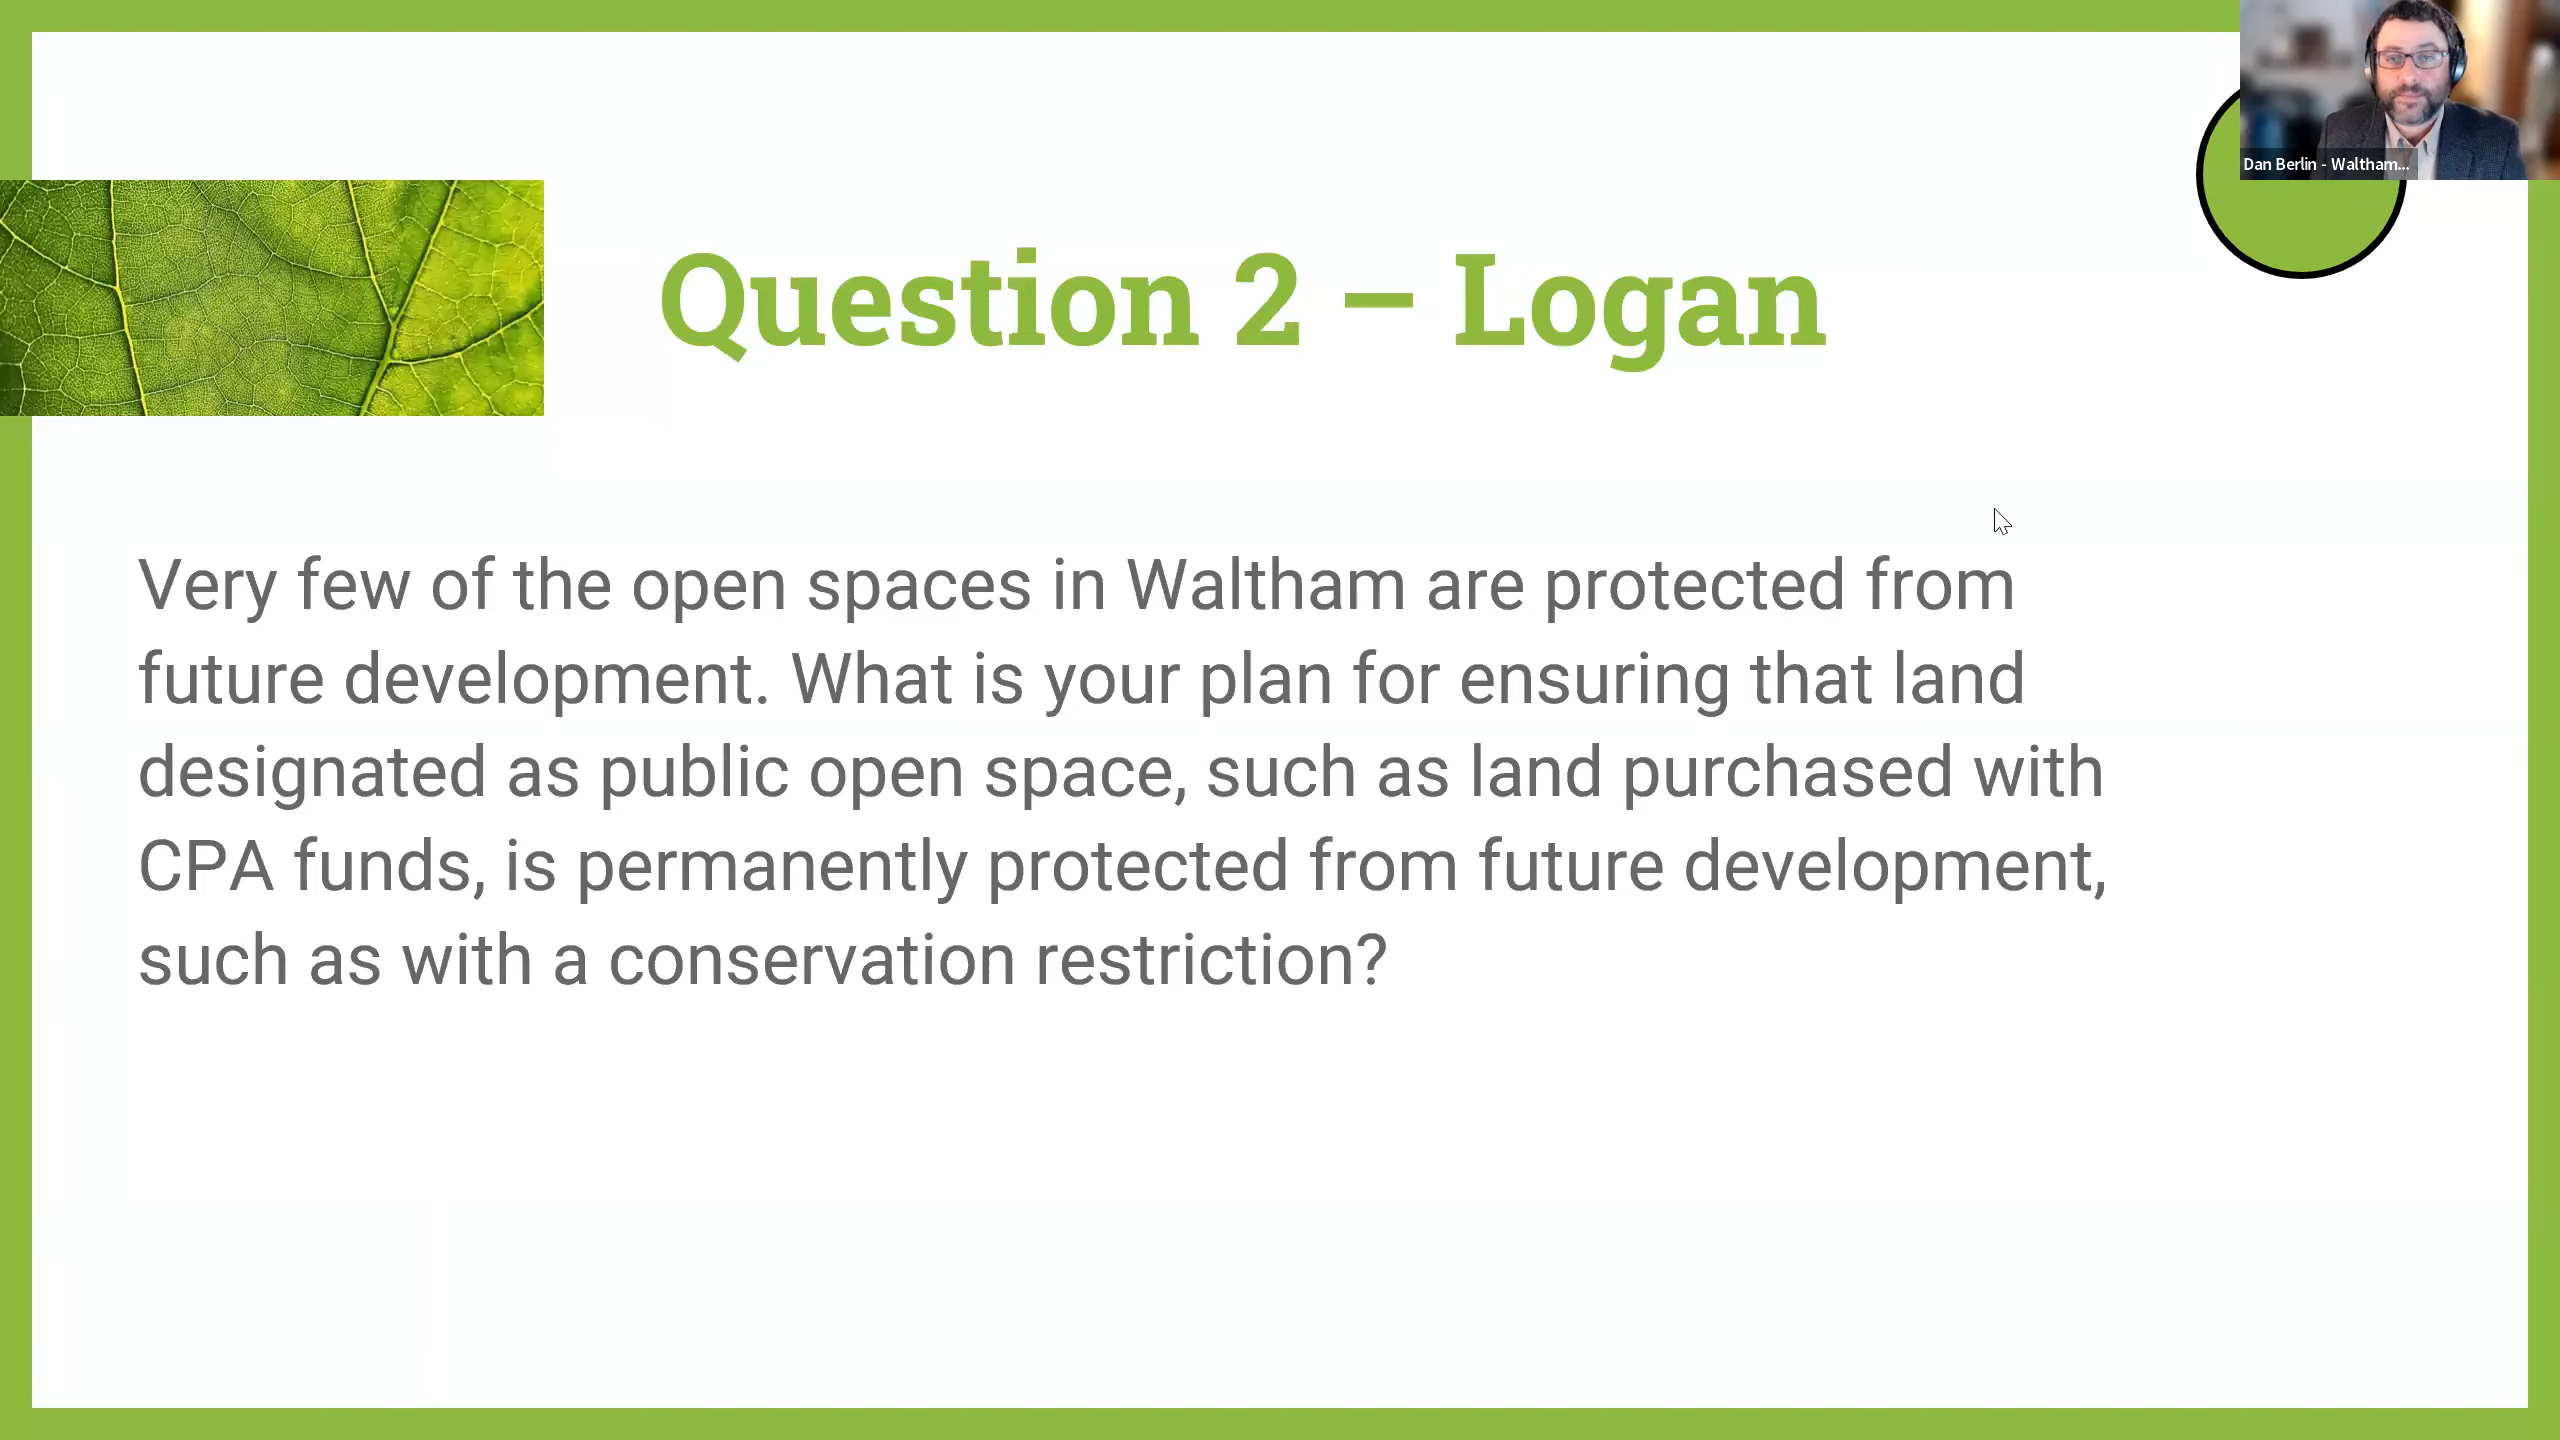 Dan Berlin - Waltham...
Question 2 – Logan
Very few of the open spaces in Waltham are protected from
future development. What is your plan for ensuring that land
designated as public open space, such as land purchased with
CPA funds, is permanently protected from future development,
such as with a conservation restriction?